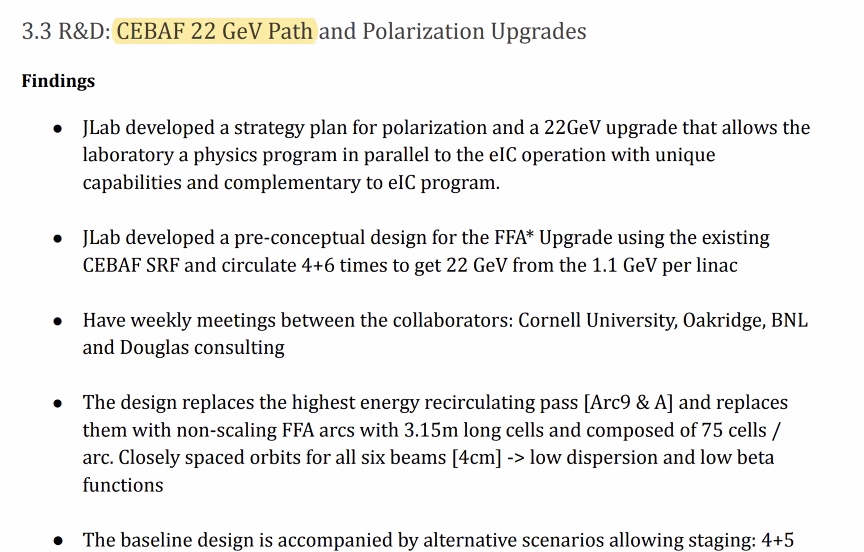 3.3 R&D: CEBAF 22 GeV Path and Polarization Upgrades
Findings
● JLab developed a strategy plan for polarization and a 22GeV upgrade that allows the
laboratory a physics program in parallel to the eIC operation with unique
capabilities and complementary to eIC program.
● JLab developed a pre-conceptual design for the FFA* Upgrade using the existing
CEBAF SRF and circulate 4+6 times to get 22 GeV from the 1.1 GeV per linac
● Have weekly meetings between the collaborators: Cornell University, Oakridge, BNL
and Douglas consulting
● The design replaces the highest energy recirculating pass [Arc9 & A] and replaces
them with non-scaling FFA arcs with 3.15m long cells and composed of 75 cells /
arc. Closely spaced orbits for all six beams [4cm] -> low dispersion and low beta
functions
● The baseline design is accompanied by alternative scenarios allowing staging: 4+5